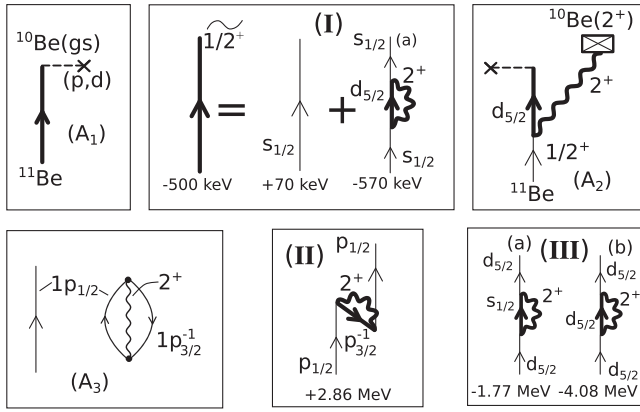 ¹⁰Be(gs)
(p,d)
(A₁)
¹¹Be
(I)
1/2⁺
=
+
s₁/₂
-500 keV
+70 keV
s₁/₂ (a)
2⁺
d₅/₂
s₁/₂
-570 keV
¹⁰Be(2⁺)
2⁺
d₅/₂
1/2⁺
¹¹Be
(A₂)
1p₁/₂
2⁺
1p₃/₂⁻¹
(A₃)
(II)
p₁/₂
2⁺
p₃/₂⁻¹
p₁/₂
+2.86 MeV
(a) (III) (b)
d₅/₂ d₅/₂
s₁/₂ 2⁺ d₅/₂ 2⁺
d₅/₂ d₅/₂
-1.77 MeV -4.08 MeV